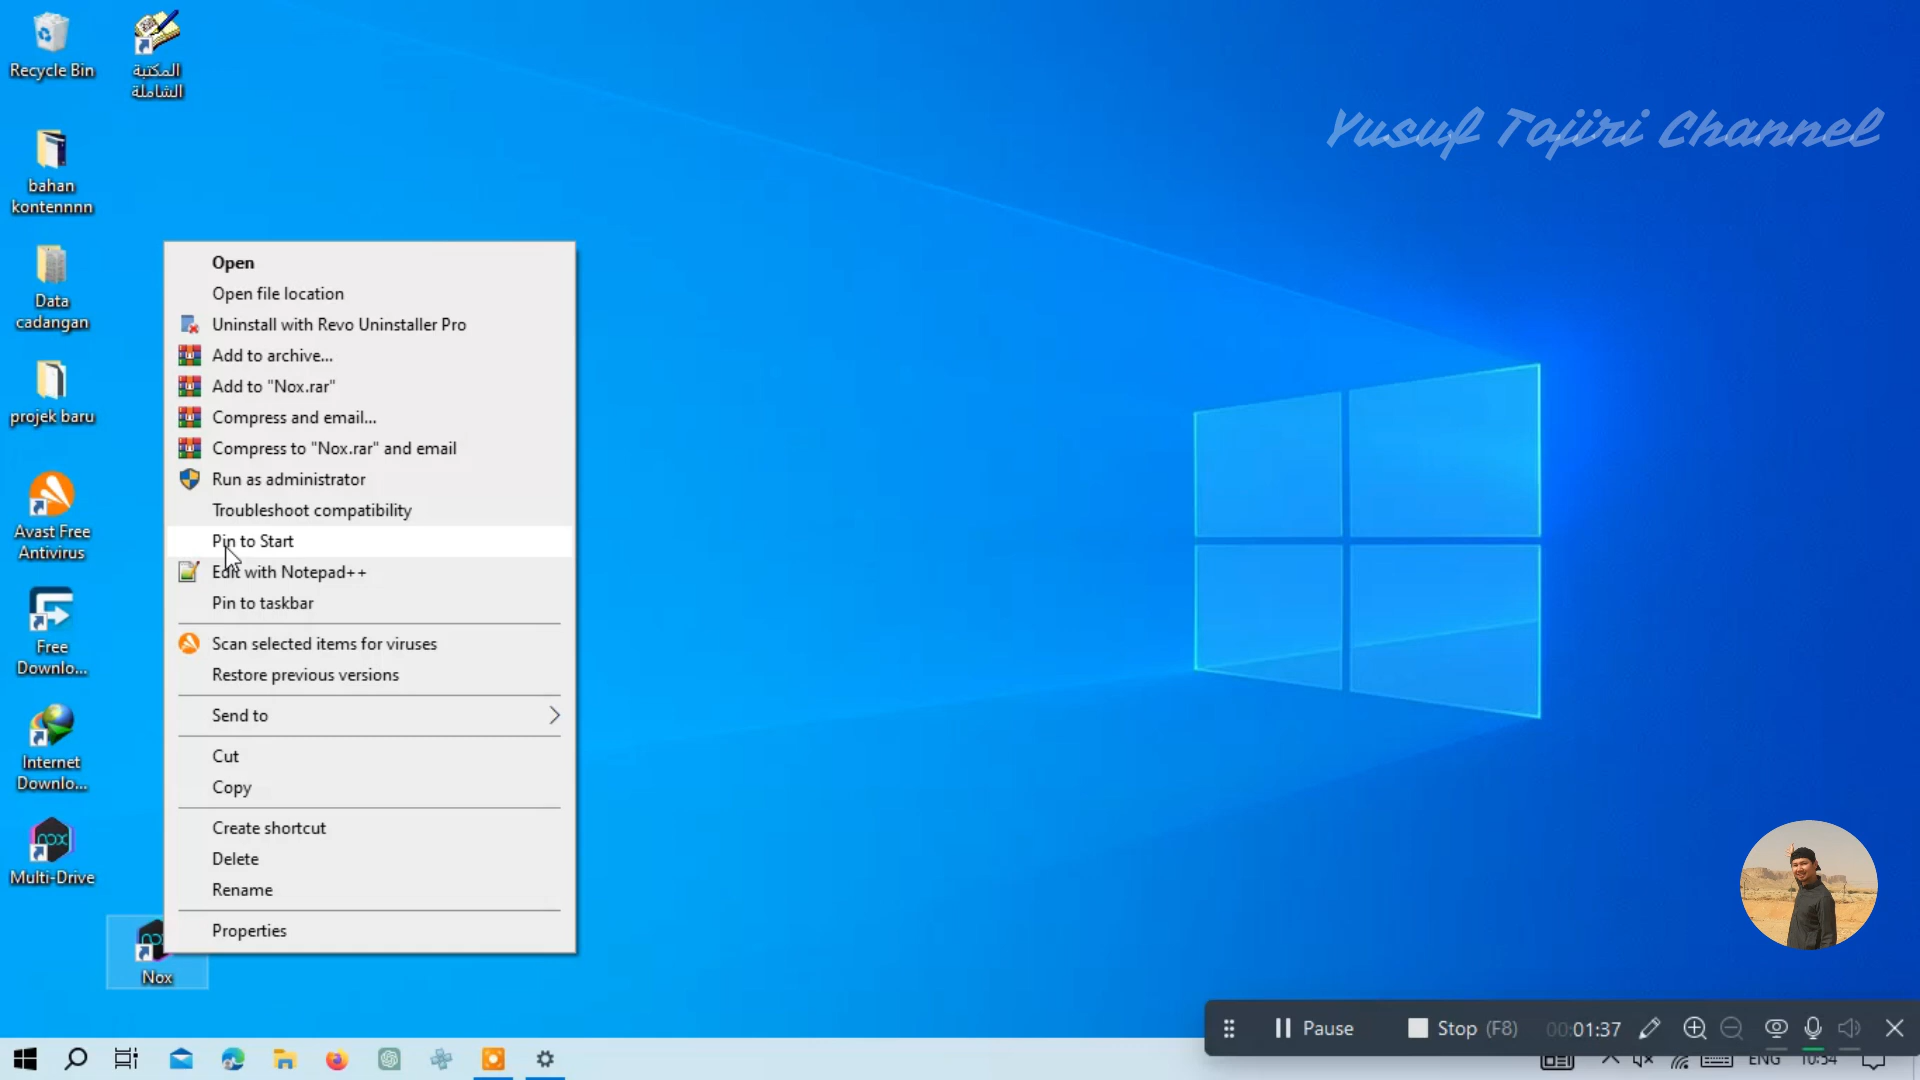 Recycle Bin
المكتبة
الشاملة
bahan
kontennnn
Data
cadangan
projek baru
Avast Free
Antivirus
Free
Downlo...
Internet
Downlo...
nox
Multi-Drive
Nox
Open
Open file location
Uninstall with Revo Uninstaller Pro
Add to archive...
Add to "Nox.rar"
Compress and email...
Compress to "Nox.rar" and email
Run as administrator
Troubleshoot compatibility
Pin to Start
Edit with Notepad++
Pin to taskbar
Scan selected items for viruses
Restore previous versions
Send to
Cut
Copy
Create shortcut
Delete
Rename
Properties
Yusuf Tajiri Channel
Pause
Stop (F8)
00:01:37
ENG
10:54